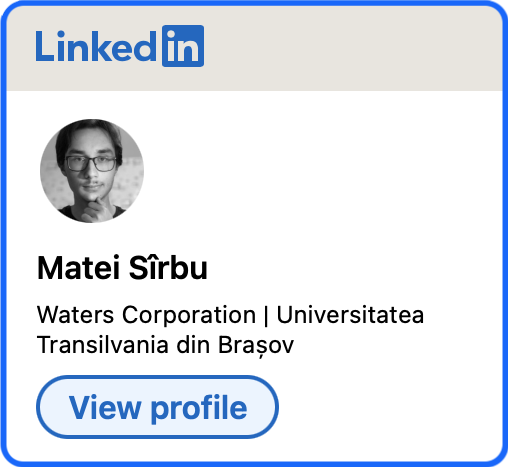 Linkedin
Matei Sîrbu
Waters Corporation | Universitatea
Transilvania din Brașov
View profile